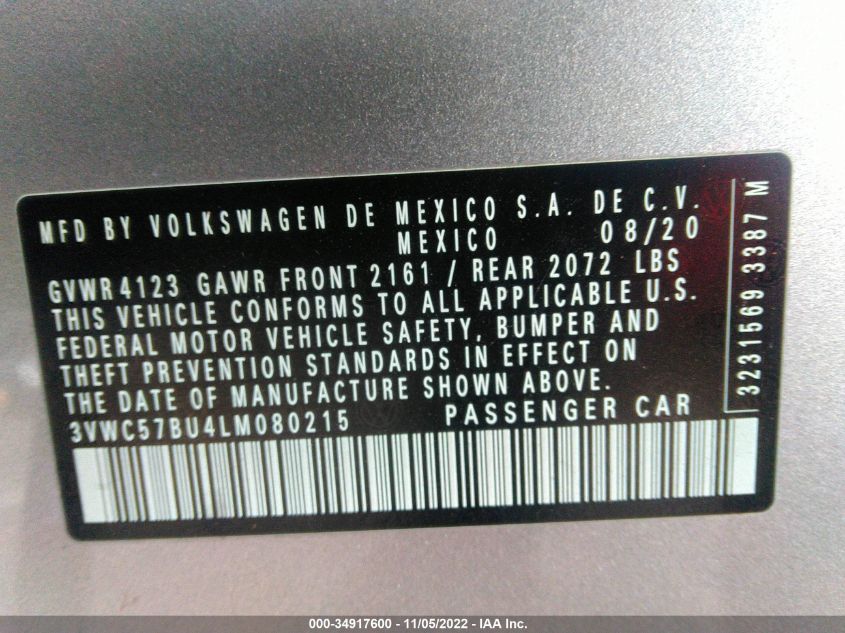 MFD BY VOLKSWAGEN DE MEXICO S.A. DE C.V.
MEXICO 08/20
GVWR 4123 GAWR FRONT 2161 / REAR 2072 LBS
THIS VEHICLE CONFORMS TO ALL APPLICABLE U.S.
FEDERAL MOTOR VEHICLE SAFETY, BUMPER AND
THEFT PREVENTION STANDARDS IN EFFECT ON
THE DATE OF MANUFACTURE SHOWN ABOVE.
3VWC57BU4LM080215 PASSENGER CAR
3231569 3387 M
000-34917600 - 11/05/2022 - IAA Inc.